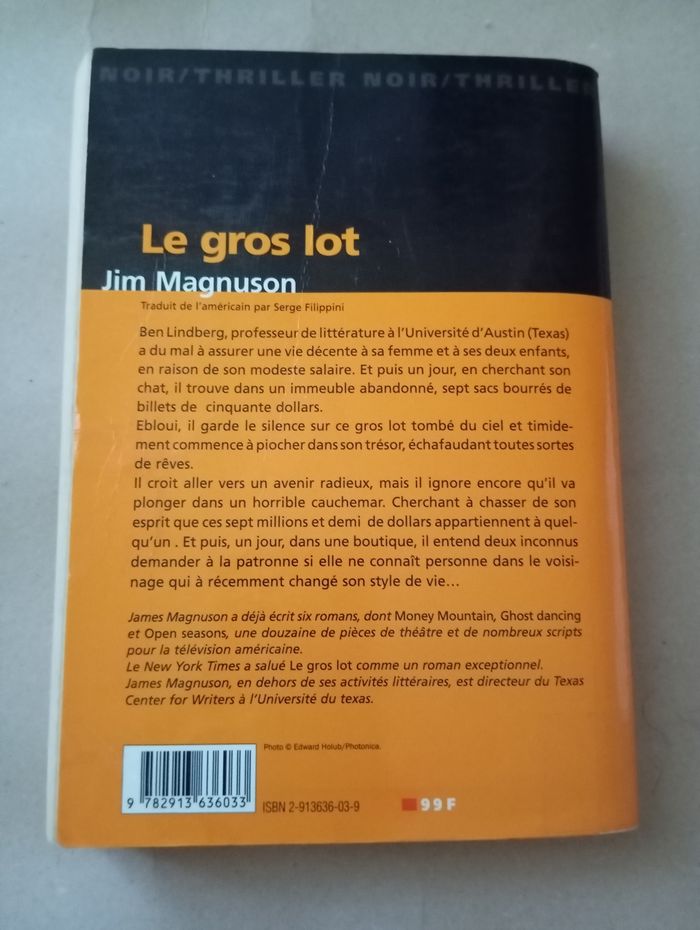 NOIR/THRILLER NOIR/THRILLER
Le gros lot
Jim Magnuson
Traduit de l'américain par Serge Filippini
Ben Lindberg, professeur de littérature à l'Université d'Austin (Texas)
a du mal à assurer une vie décente à sa femme et à ses deux enfants,
en raison de son modeste salaire. Et puis un jour, en cherchant son
chat, il trouve dans un immeuble abandonné, sept sacs bourrés de
billets de cinquante dollars.
Ebloui, il garde le silence sur ce gros lot tombé du ciel et timide-
ment commence à piocher dans son trésor, échafaudant toutes sortes
de rêves.
Il croit aller vers un avenir radieux, mais il ignore encore qu'il va
plonger dans un horrible cauchemar. Cherchant à chasser de son
esprit que ces sept millions et demi de dollars appartiennent à quel-
qu'un . Et puis, un jour, dans une boutique, il entend deux inconnus
demander à la patronne si elle ne connaît personne dans le voisi-
nage qui à récemment changé son style de vie...
James Magnuson a déjà écrit six romans, dont Money Mountain, Ghost dancing
et Open seasons, une douzaine de pièces de théâtre et de nombreux scripts
pour la télévision américaine.
Le New York Times a salué Le gros lot comme un roman exceptionnel.
James Magnuson, en dehors de ses activités littéraires, est directeur du Texas
Center for Writers à l'Université du texas.
Photo © Edward Holub/Photonica.
9 782913 636033
ISBN 2-913636-03-9
99F